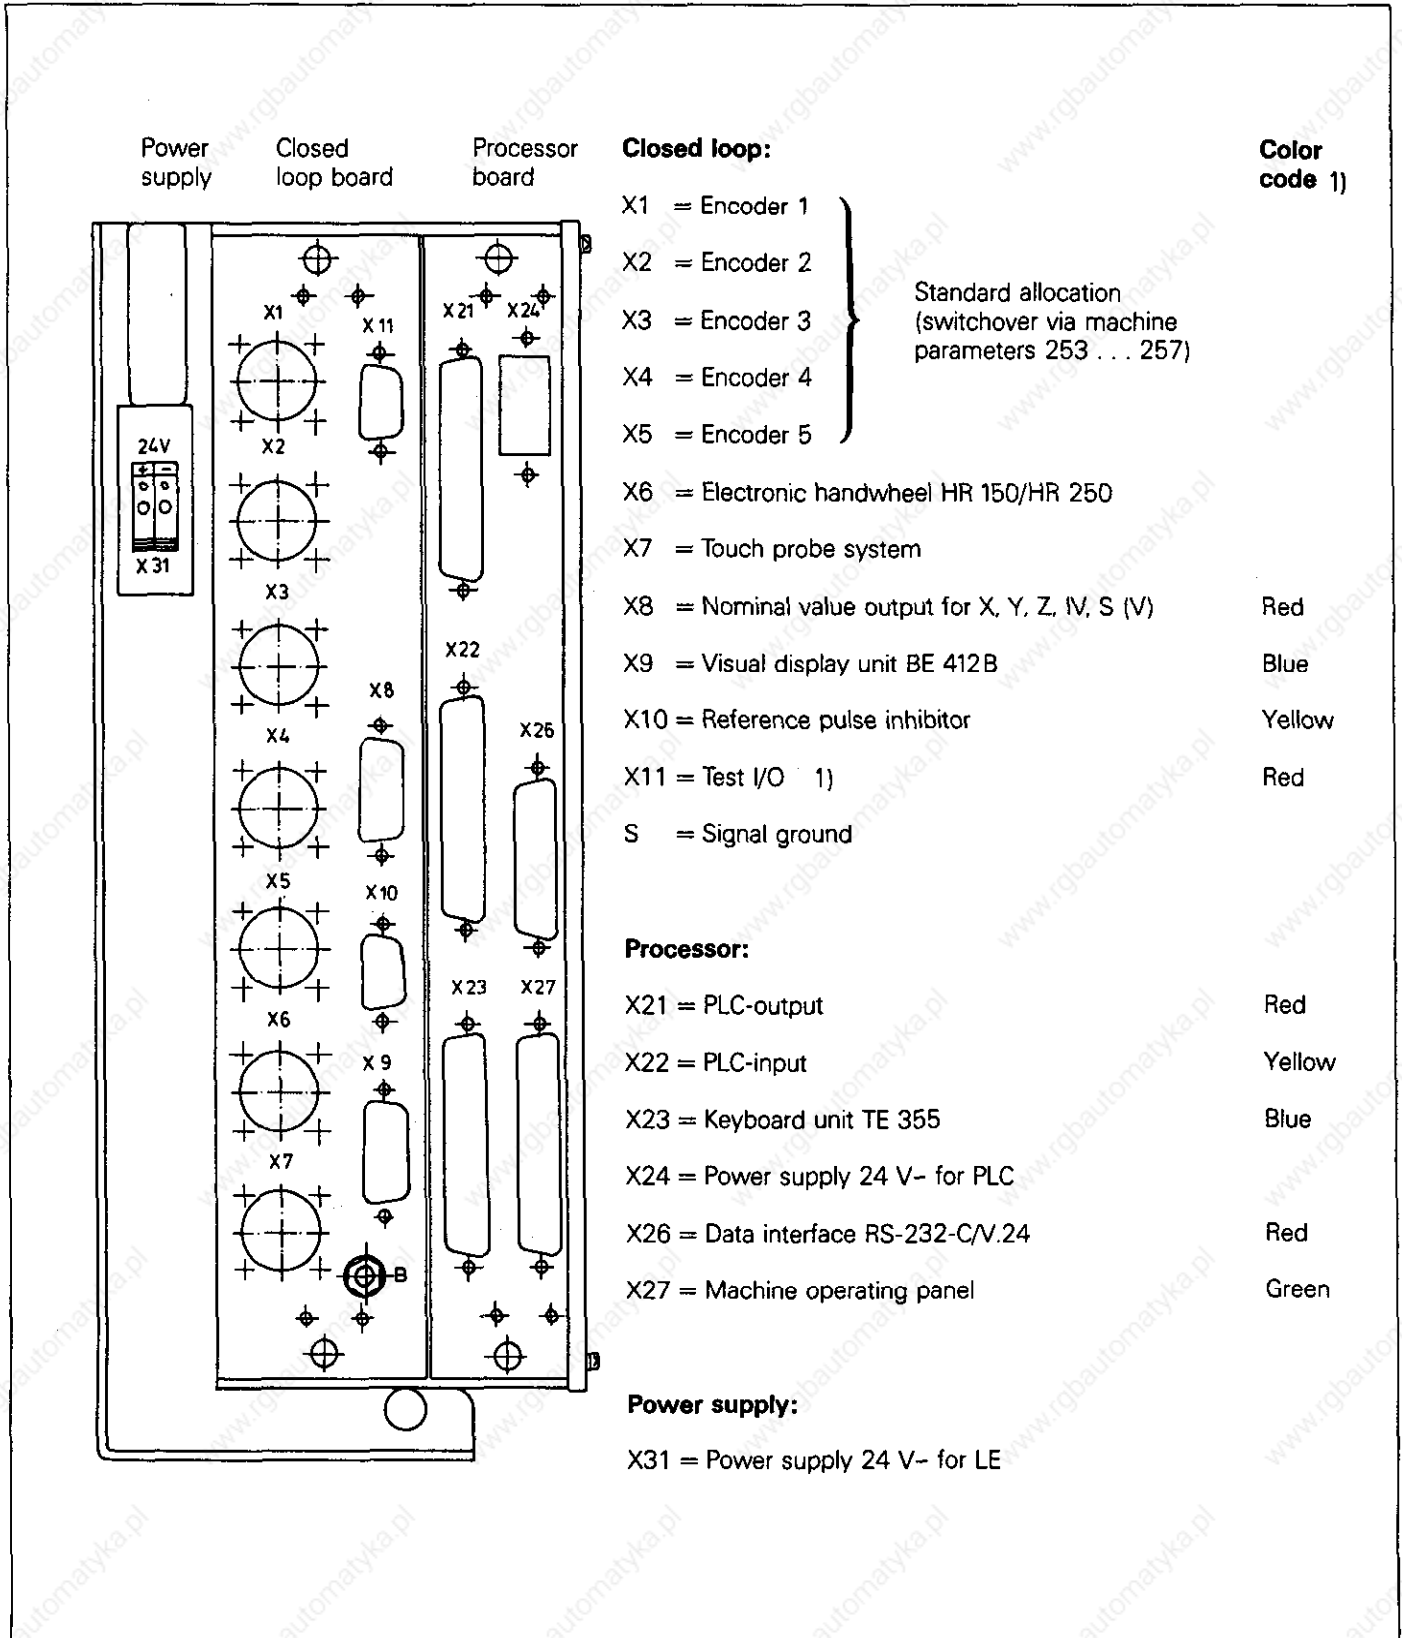 Power supply
Closed loop board
Processor board
24V
+ -
X31
X1
X2
X3
X4
X5
X6
X7
X11
X8
X10
X9
B
X21
X24
X22
X26
X23
X27
Closed loop:
Color code 1)
X1 = Encoder 1
X2 = Encoder 2
X3 = Encoder 3
X4 = Encoder 4
X5 = Encoder 5
Standard allocation
(switchover via machine
parameters 253 . . . 257)
X6 = Electronic handwheel HR 150/HR 250
X7 = Touch probe system
X8 = Nominal value output for X, Y, Z, IV, S (V) Red
X9 = Visual display unit BE 412B Blue
X10 = Reference pulse inhibitor Yellow
X11 = Test I/O 1) Red
S = Signal ground
Processor:
X21 = PLC-output Red
X22 = PLC-input Yellow
X23 = Keyboard unit TE 355 Blue
X24 = Power supply 24 V– for PLC
X26 = Data interface RS-232-C/V.24 Red
X27 = Machine operating panel Green
Power supply:
X31 = Power supply 24 V– for LE
www.rgbautomatyka.pl